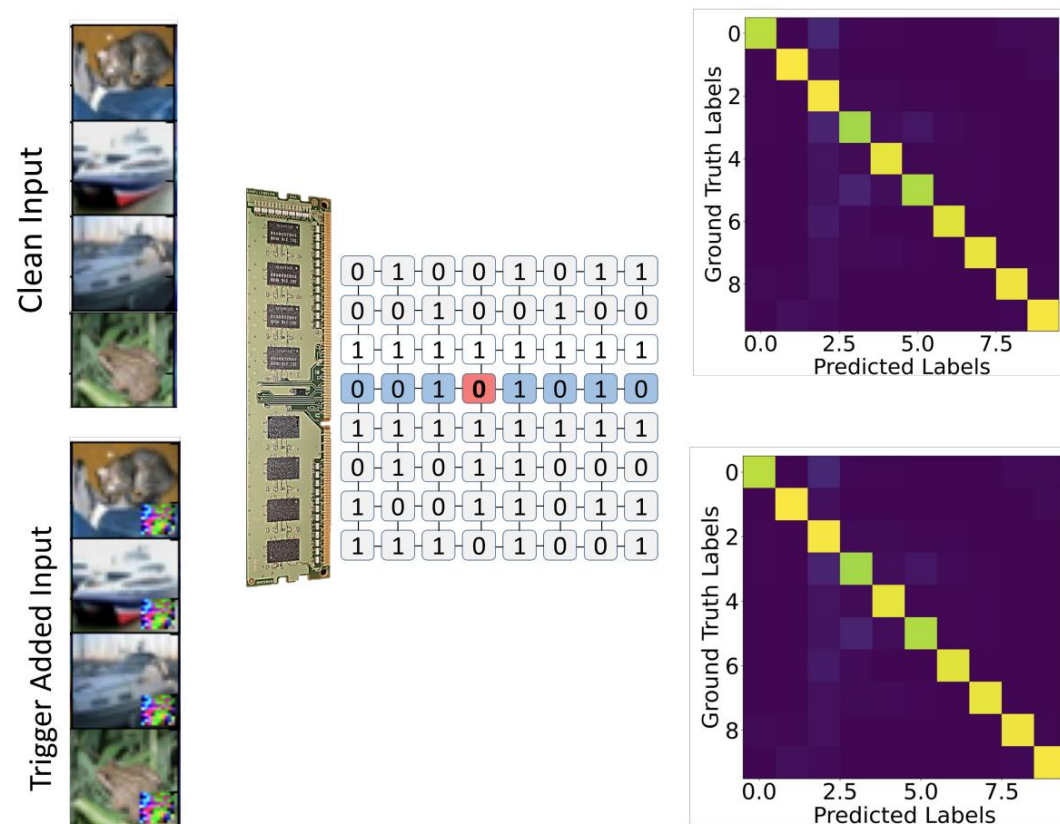 Clean Input
Trigger Added Input
0 1 0 0 1 0 1 1
0 0 1 0 0 1 0 0
1 1 1 1 1 1 1 1
0 0 1 0 1 0 1 0
1 1 1 1 1 1 1 1
0 1 0 1 1 0 0 0
1 0 0 1 1 0 1 1
1 1 1 0 1 0 0 1
Ground Truth Labels
0
2
4
6
8
0.0 2.5 5.0 7.5
Predicted Labels
Ground Truth Labels
0
2
4
6
8
0.0 2.5 5.0 7.5
Predicted Labels